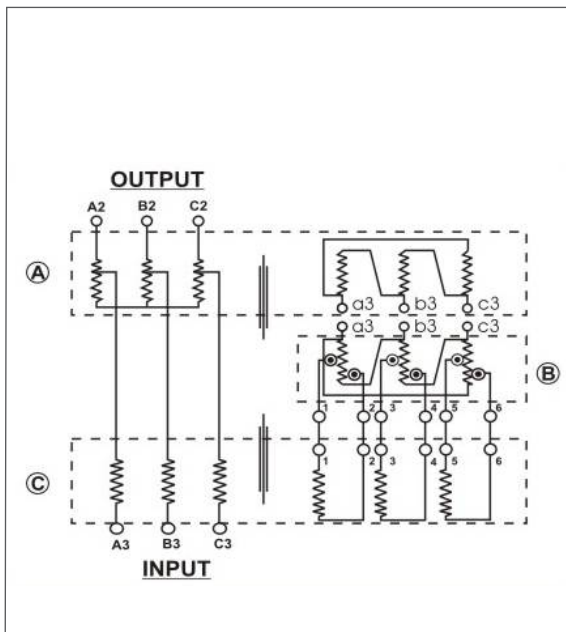 OUTPUT
A2 B2 C2
A
a3 b3 c3
a3 b3 c3
B
1 2 3 4 5 6
C
1 2 3 4 5 6
A3 B3 C3
INPUT